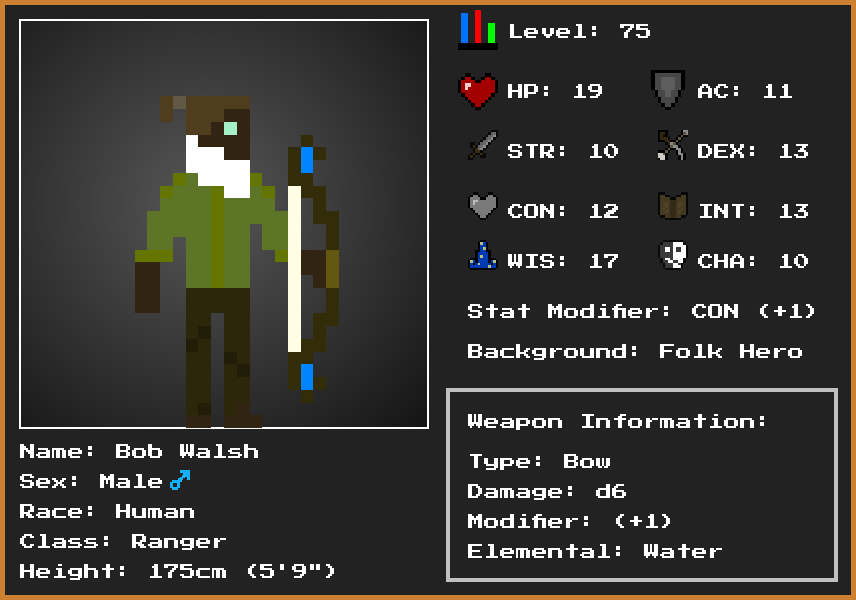 Level: 75
HP: 19
AC: 11
STR: 10
DEX: 13
CON: 12
INT: 13
WIS: 17
CHA: 10
Stat Modifier: CON (+1)
Background: Folk Hero
Weapon Information:
Type: Bow
Damage: d6
Modifier: (+1)
Elemental: Water
Name: Bob Walsh
Sex: Male ♂
Race: Human
Class: Ranger
Height: 175cm (5'9")